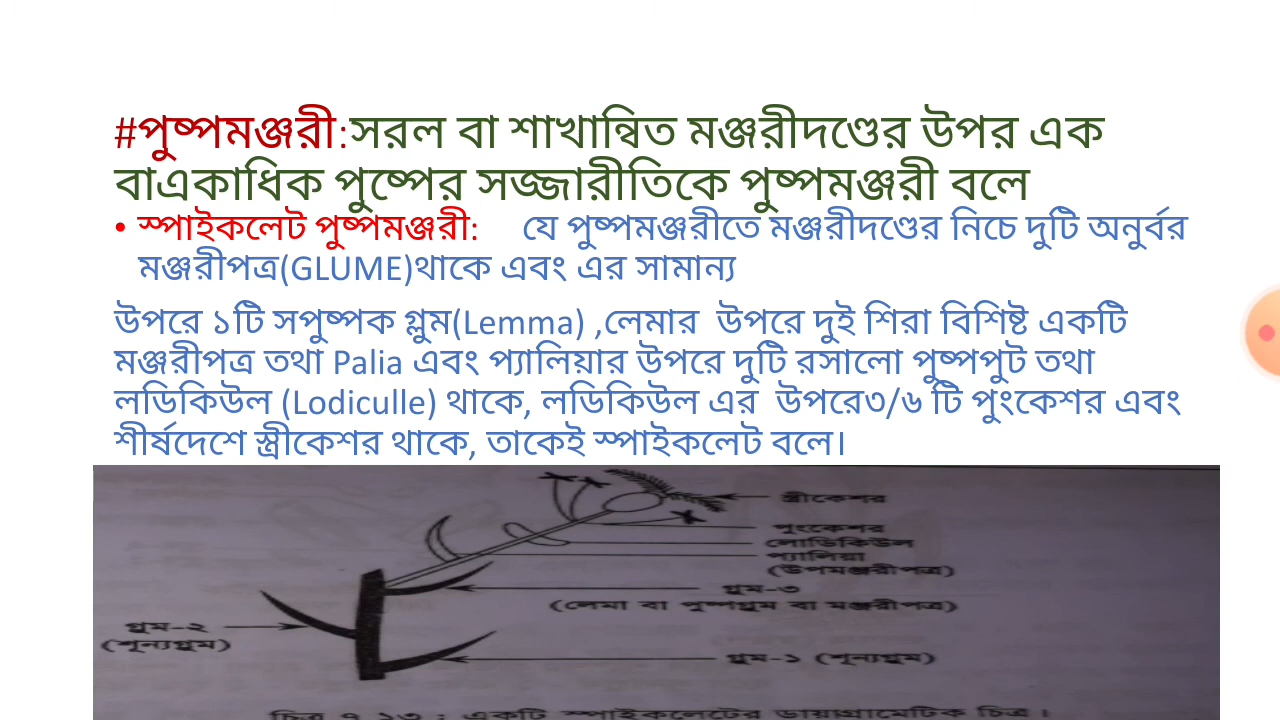 #পুষ্পমঞ্জরী:সরল বা শাখান্বিত মঞ্জরীদণ্ডের উপর এক
বাএকাধিক পুষ্পের সজ্জারীতিকে পুষ্পমঞ্জরী বলে
• স্পাইকলেট পুষ্পমঞ্জরী: যে পুষ্পমঞ্জরীতে মঞ্জরীদণ্ডের নিচে দুটি অনুর্বর
মঞ্জরীপত্র(GLUME)থাকে এবং এর সামান্য
উপরে ১টি সপুষ্পক গ্লুম(Lemma) ,লেমার উপরে দুই শিরা বিশিষ্ট একটি
মঞ্জরীপত্র তথা Palia এবং প্যালিয়ার উপরে দুটি রসালো পুষ্পপুট তথা
লডিকিউল (Lodiculle) থাকে, লডিকিউল এর উপরে৩/৬ টি পুংকেশর এবং
শীর্ষদেশে স্ত্রীকেশর থাকে, তাকেই স্পাইকলেট বলে।
স্ত্রীকেশর
পুংকেশর
লোডিকিউল
প্যালিয়া
(উপমঞ্জরীপত্র)
গ্লুম-৩
(লেমা বা পুষ্পগ্লুম বা মঞ্জরীপত্র)
গ্লুম-২
(শূন্যগ্লুম)
গ্লুম-১ (শূন্যগ্লুম)
চিত্র ৭.১৩ : একটি স্পাইকলেটের ডায়াগ্রামেটিক চিত্র।